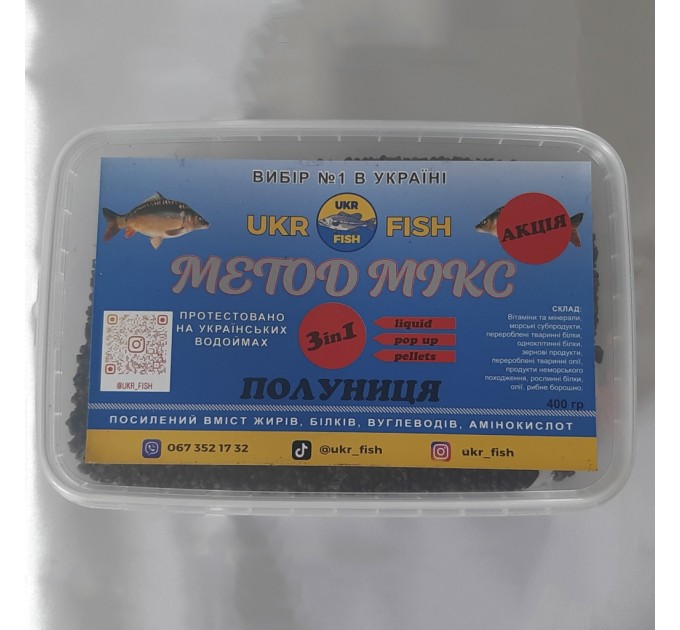 ВИБІР №1 В УКРАЇНІ
UKR FISH
UKR
FISH
АКЦІЯ
МЕТОД МІКС
ПРОТЕСТОВАНО
НА УКРАЇНСЬКИХ
ВОДОЙМАХ
3in1
liquid
pop up
pellets
@UKR_FISH
ПОЛУНИЦЯ
СКЛАД:
Вітаміни та мінерали,
морські субпродукти,
перероблені тваринні білки,
одноклітинні білки,
зернові продукти,
перероблені тваринні олії,
продукти неморського
походження, рослинні білки,
олії, рибне борошно.
400 гр
ПОСИЛЕНИЙ ВМІСТ ЖИРІВ, БІЛКІВ, ВУГЛЕВОДІВ, АМІНОКИСЛОТ
067 352 17 32 @ukr_fish ukr_fish